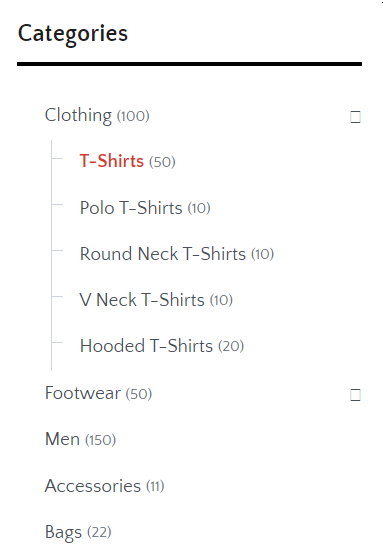 Categories
Clothing (100)
T-Shirts (50)
Polo T-Shirts (10)
Round Neck T-Shirts (10)
V Neck T-Shirts (10)
Hooded T-Shirts (20)
Footwear (50)
Men (150)
Accessories (11)
Bags (22)